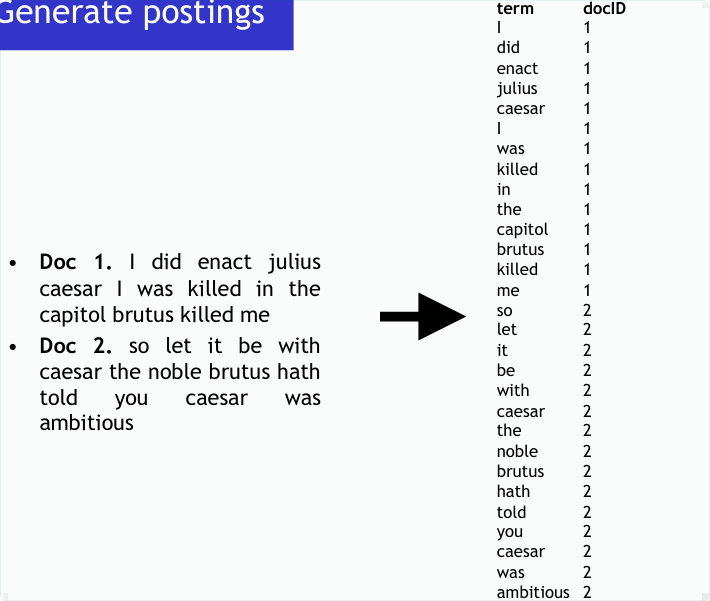 Generate postings
• Doc 1. I did enact julius
caesar I was killed in the
capitol brutus killed me
• Doc 2. so let it be with
caesar the noble brutus hath
told you caesar was
ambitious
term docID
I 1
did 1
enact 1
julius 1
caesar 1
I 1
was 1
killed 1
in 1
the 1
capitol 1
brutus 1
killed 1
me 1
so 2
let 2
it 2
be 2
with 2
caesar 2
the 2
noble 2
brutus 2
hath 2
told 2
you 2
caesar 2
was 2
ambitious 2